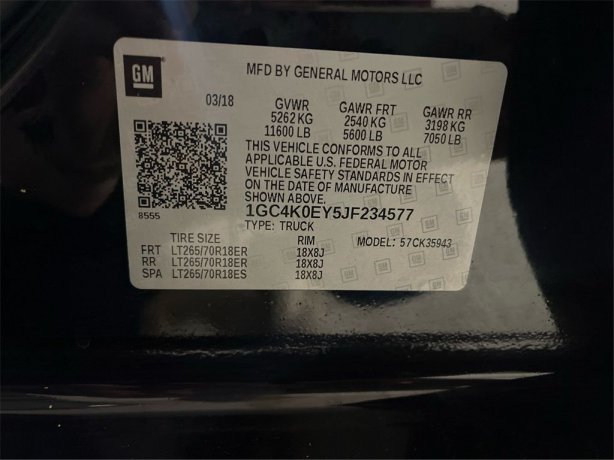 GM
MFD BY GENERAL MOTORS LLC
03/18 GVWR GAWR FRT GAWR RR
5262 KG 2540 KG 3198 KG
11600 LB 5600 LB 7050 LB
THIS VEHICLE CONFORMS TO ALL
APPLICABLE U.S. FEDERAL MOTOR
VEHICLE SAFETY STANDARDS IN EFFECT
ON THE DATE OF MANUFACTURE
SHOWN ABOVE.
8555 1GC4K0EY5JF234577
TYPE: TRUCK
TIRE SIZE RIM MODEL: 57CK35943
FRT LT265/70R18ER 18X8J
RR LT265/70R18ER 18X8J
SPA LT265/70R18ES 18X8J